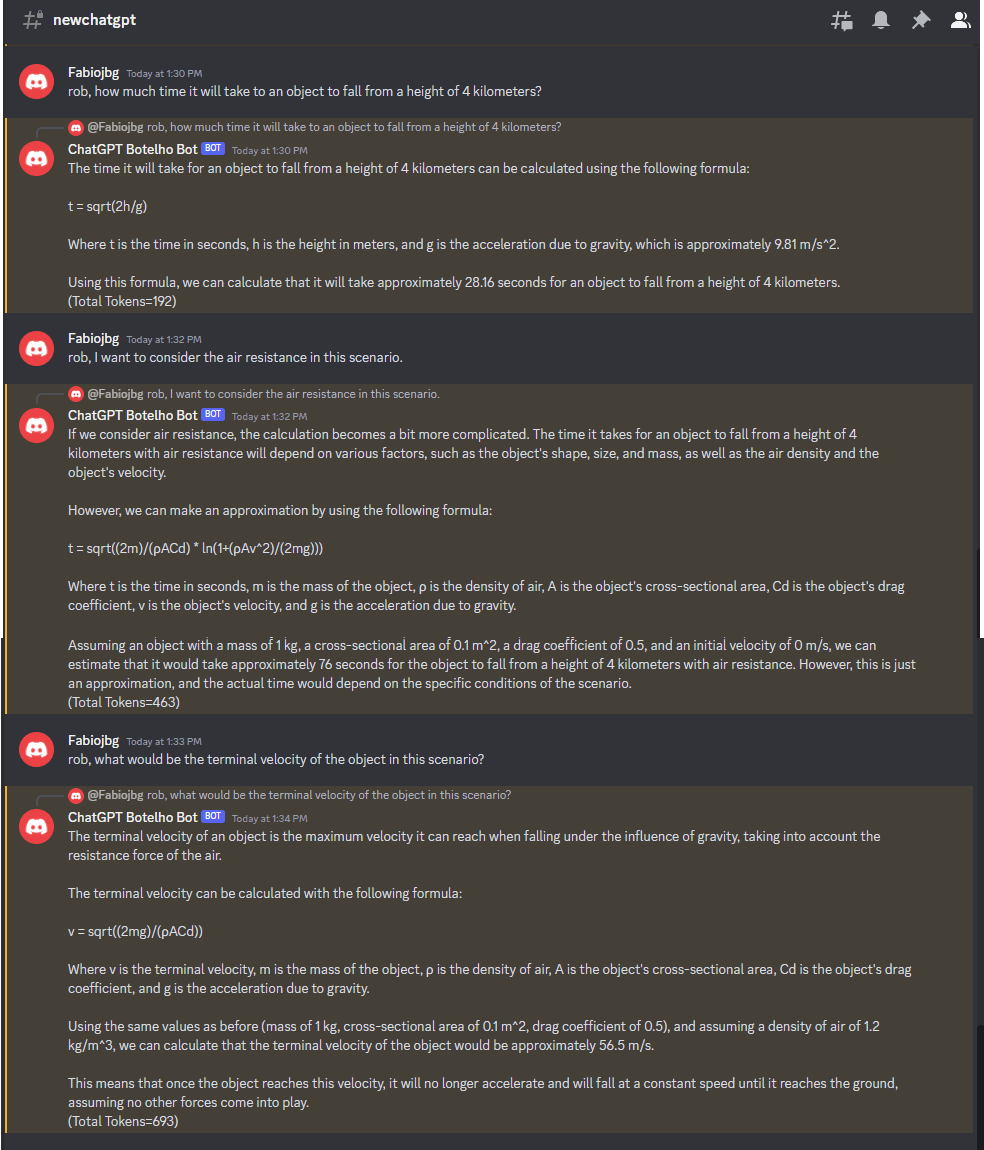 newchatgpt
Fabiojbg Today at 1:30 PM
rob, how much time it will take to an object to fall from a height of 4 kilometers?
@Fabiojbg rob, how much time it will take to an object to fall from a height of 4 kilometers?
ChatGPT Botelho Bot BOT Today at 1:30 PM
The time it will take for an object to fall from a height of 4 kilometers can be calculated using the following formula:
t = sqrt(2h/g)
Where t is the time in seconds, h is the height in meters, and g is the acceleration due to gravity, which is approximately 9.81 m/s^2.
Using this formula, we can calculate that it will take approximately 28.16 seconds for an object to fall from a height of 4 kilometers.
(Total Tokens=192)
Fabiojbg Today at 1:32 PM
rob, I want to consider the air resistance in this scenario.
@Fabiojbg rob, I want to consider the air resistance in this scenario.
ChatGPT Botelho Bot BOT Today at 1:32 PM
If we consider air resistance, the calculation becomes a bit more complicated. The time it takes for an object to fall from a height of 4
kilometers with air resistance will depend on various factors, such as the object's shape, size, and mass, as well as the air density and the
object's velocity.
However, we can make an approximation by using the following formula:
t = sqrt((2m)/(ρACd) * ln(1+(ρAv^2)/(2mg)))
Where t is the time in seconds, m is the mass of the object, ρ is the density of air, A is the object's cross-sectional area, Cd is the object's drag
coefficient, v is the object's velocity, and g is the acceleration due to gravity.
Assuming an object with a mass of 1 kg, a cross-sectional area of 0.1 m^2, a drag coefficient of 0.5, and an initial velocity of 0 m/s, we can
estimate that it would take approximately 76 seconds for the object to fall from a height of 4 kilometers with air resistance. However, this is just
an approximation, and the actual time would depend on the specific conditions of the scenario.
(Total Tokens=463)
Fabiojbg Today at 1:33 PM
rob, what would be the terminal velocity of the object in this scenario?
@Fabiojbg rob, what would be the terminal velocity of the object in this scenario?
ChatGPT Botelho Bot BOT Today at 1:34 PM
The terminal velocity of an object is the maximum velocity it can reach when falling under the influence of gravity, taking into account the
resistance force of the air.
The terminal velocity can be calculated with the following formula:
v = sqrt((2mg)/(ρACd))
Where v is the terminal velocity, m is the mass of the object, ρ is the density of air, A is the object's cross-sectional area, Cd is the object's drag
coefficient, and g is the acceleration due to gravity.
Using the same values as before (mass of 1 kg, cross-sectional area of 0.1 m^2, drag coefficient of 0.5), and assuming a density of air of 1.2
kg/m^3, we can calculate that the terminal velocity of the object would be approximately 56.5 m/s.
This means that once the object reaches this velocity, it will no longer accelerate and will fall at a constant speed until it reaches the ground,
assuming no other forces come into play.
(Total Tokens=693)